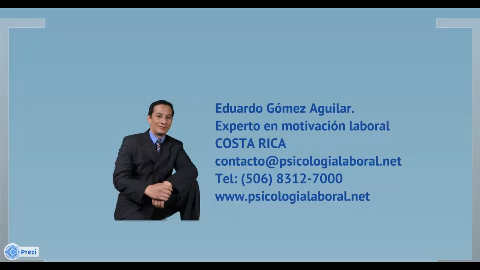 Eduardo Gómez Aguilar.
Experto en motivación laboral
COSTA RICA
contacto@psicologialaboral.net
Tel: (506) 8312-7000
www.psicologialaboral.net
Prezi